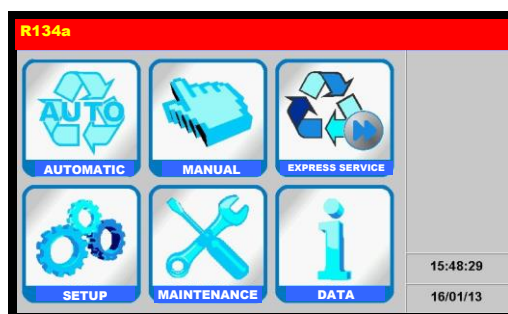 R134a
AUTO
AUTOMATIC
MANUAL
EXPRESS SERVICE
SETUP
MAINTENANCE
DATA
15:48:29
16/01/13